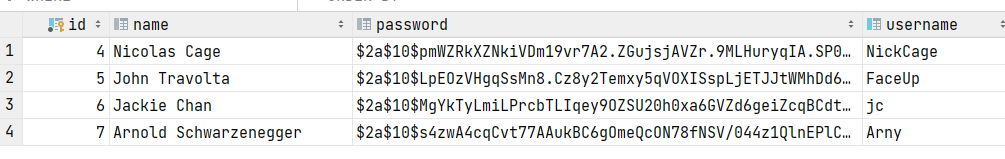 id name password username
1 4 Nicolas Cage $2a$10$pmWZRkXZNkiVDm19vr7A2.ZGujsjAVZr.9MLHuryqIA.SP0… NickCage
2 5 John Travolta $2a$10$LpEOzVHgqSsMn8.Cz8y2Temxy5qVOXISspLjETJJtWMhDd6… FaceUp
3 6 Jackie Chan $2a$10$MgYkTyLmiLPrcbTLIqey9OZSU20h0xa6GVZd6geiZcqBCdt… jc
4 7 Arnold Schwarzenegger $2a$10$s4zwA4cqCvt77AAukBC6gOmeQcON78fNSV/044z1QlnEPlC… Arny